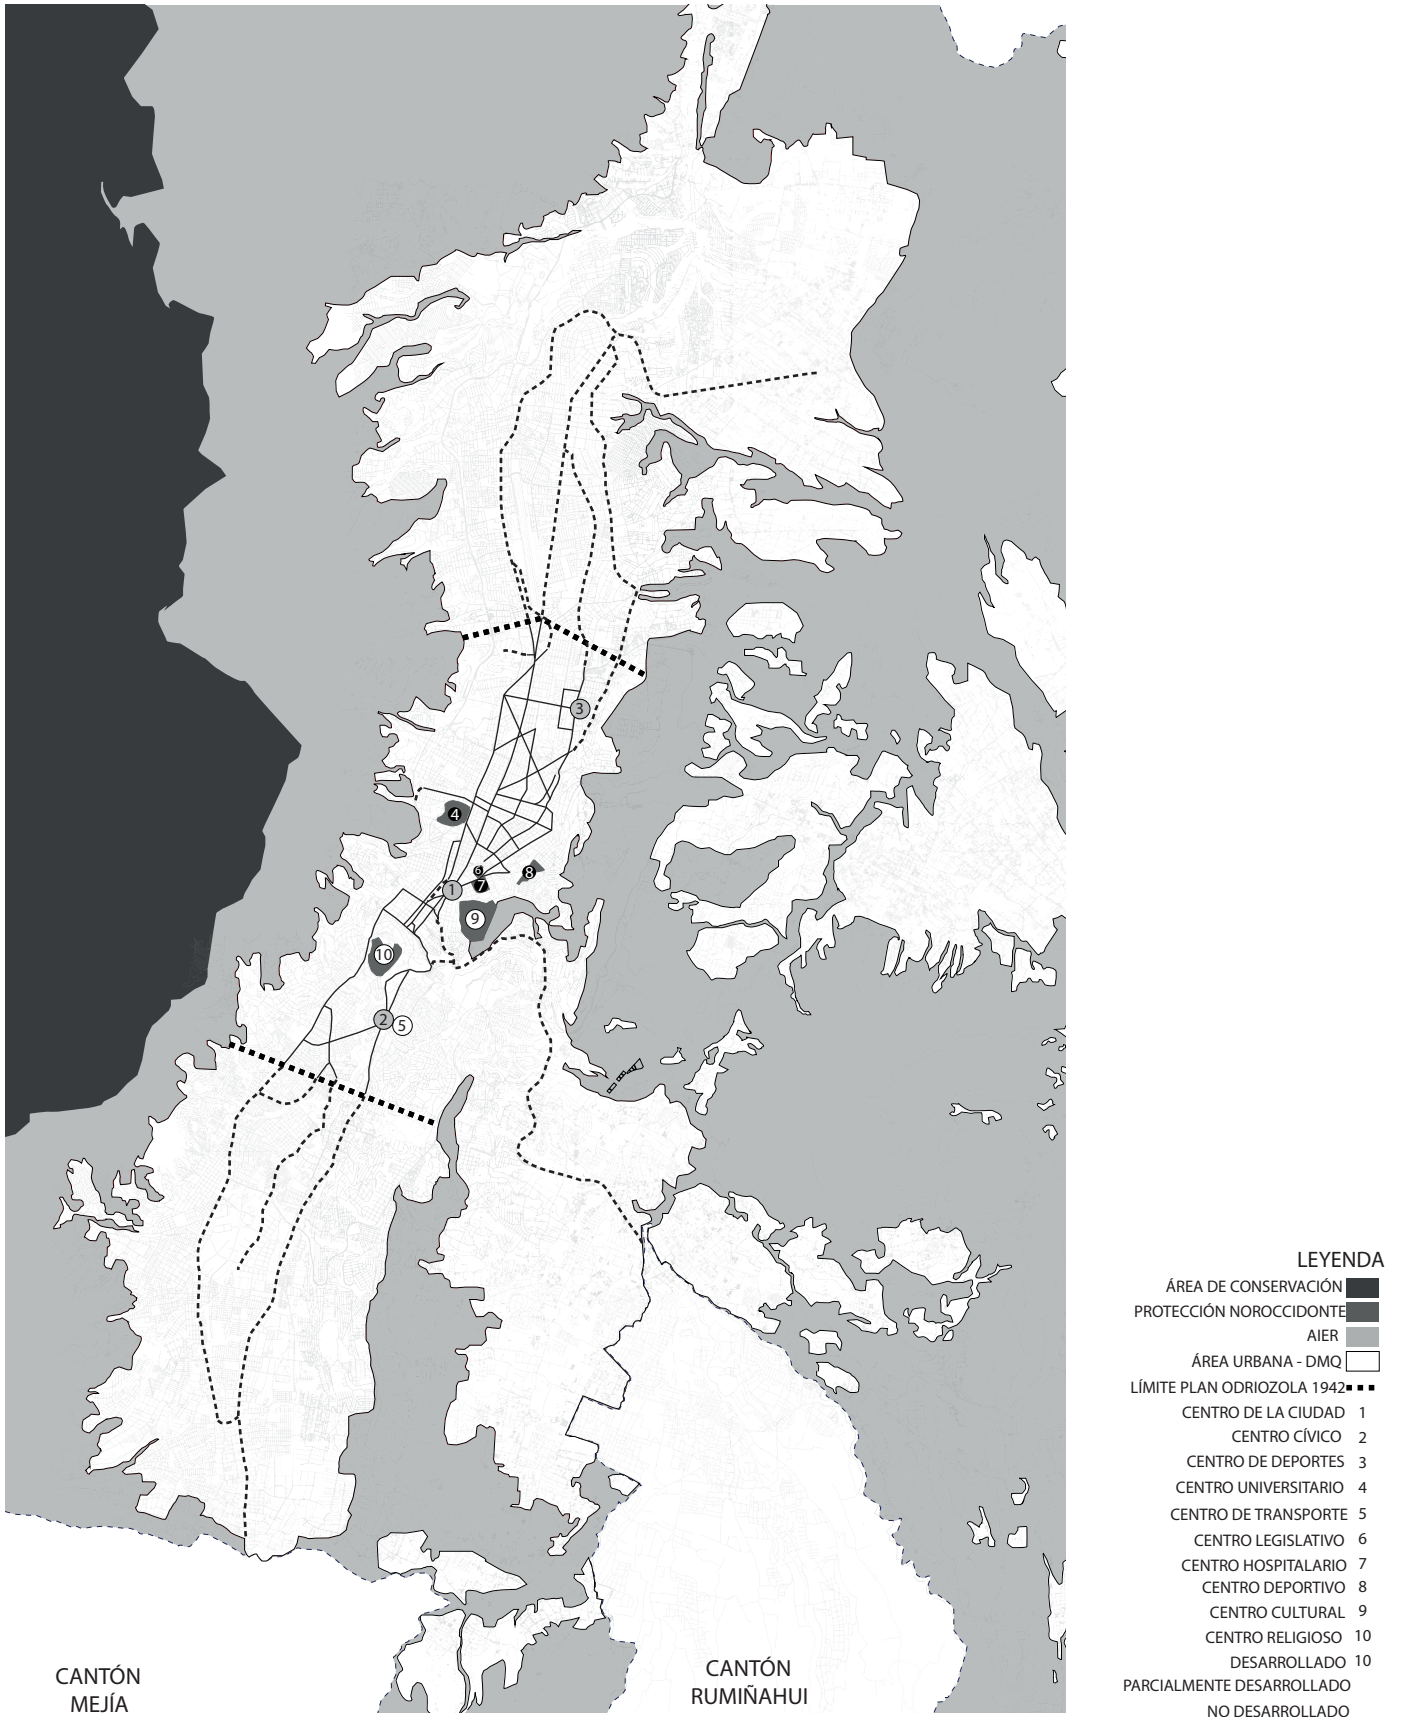 3
4
6
7
8
1
9
10
2
5
LEYENDA
ÁREA DE CONSERVACIÓN
PROTECCIÓN NOROCCIDONTE
AIER
ÁREA URBANA - DMQ
LÍMITE PLAN ODRIOZOLA 1942
CENTRO DE LA CIUDAD 1
CENTRO CÍVICO 2
CENTRO DE DEPORTES 3
CENTRO UNIVERSITARIO 4
CENTRO DE TRANSPORTE 5
CENTRO LEGISLATIVO 6
CENTRO HOSPITALARIO 7
CENTRO DEPORTIVO 8
CENTRO CULTURAL 9
CENTRO RELIGIOSO 10
DESARROLLADO 10
PARCIALMENTE DESARROLLADO
NO DESARROLLADO
CANTÓN
MEJÍA
CANTÓN
RUMIÑAHUI